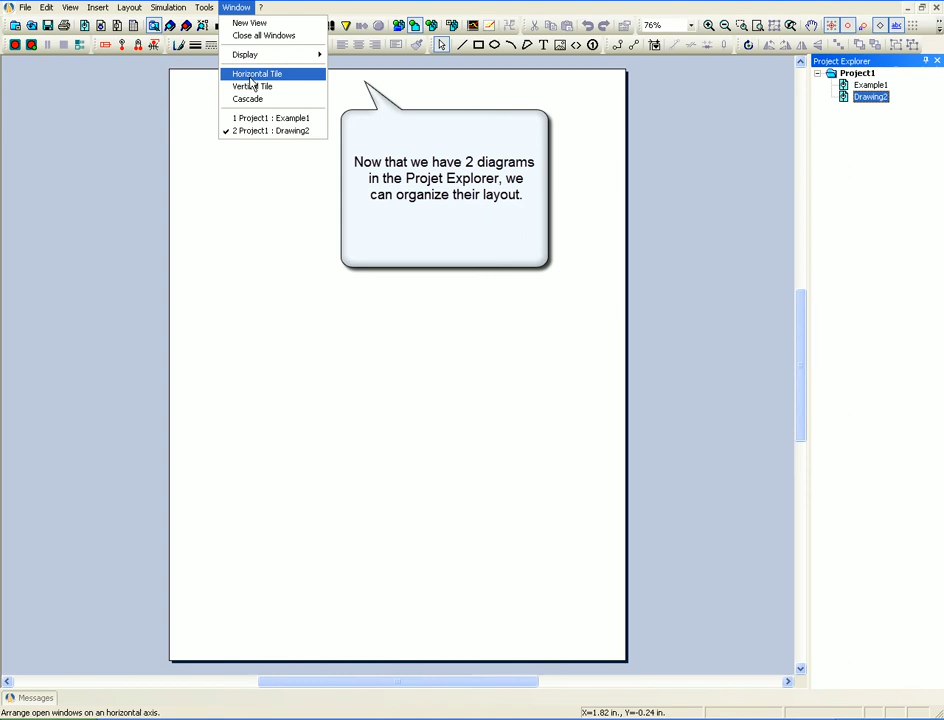 File Edit View Insert Layout Simulation Tools Window ?
76%
New View
Close all Windows
Display
Horizontal Tile
Vertical Tile
Cascade
1 Project1 : Example1
✓ 2 Project1 : Drawing2
Now that we have 2 diagrams
in the Projet Explorer, we
can organize their layout.
Project Explorer
Project1
Example1
Drawing2
Messages
Arrange open windows on an horizontal axis.
X=1.82 in., Y=-0.24 in.